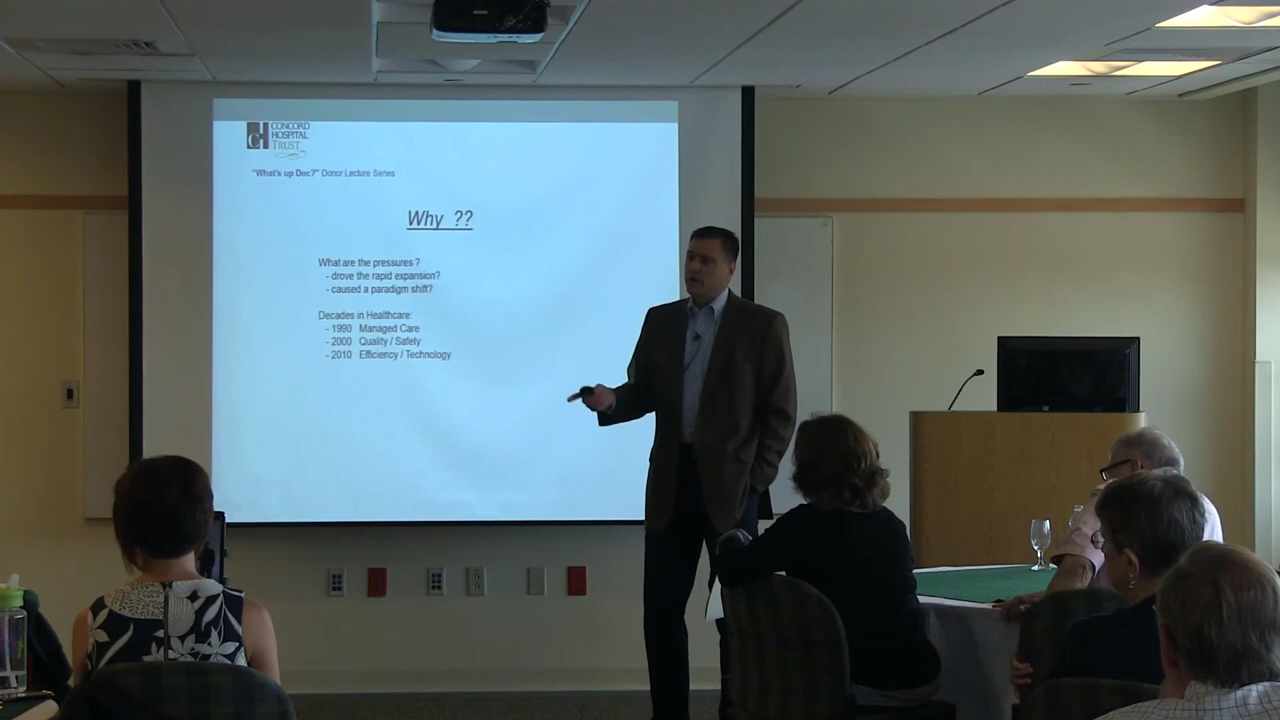 CONCORD
HOSPITAL
TRUST
"What's up Doc?" Donor Lecture Series
Why ??
What are the pressures ?
- drove the rapid expansion?
- caused a paradigm shift?
Decades in Healthcare:
- 1990 Managed Care
- 2000 Quality / Safety
- 2010 Efficiency / Technology